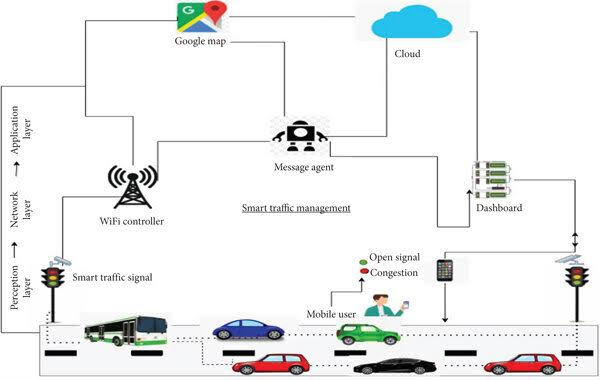 Google map
Cloud
Application
layer
Message agent
Network
layer
WiFi controller
Smart traffic management
Dashboard
Perception
layer
Smart traffic signal
Open signal
Congestion
Mobile user